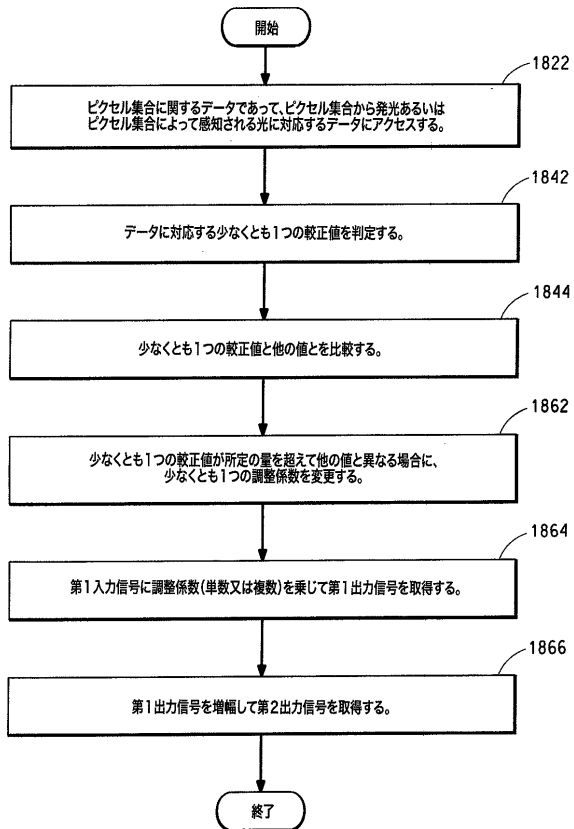 開始
1822
ピクセル集合に関するデータであって、ピクセル集合から発光あるいは
ピクセル集合によって感知される光に対応するデータにアクセスする。
1842
データに対応する少なくとも1つの較正値を判定する。
1844
少なくとも1つの較正値と他の値とを比較する。
1862
少なくとも1つの較正値が所定の量を超えて他の値と異なる場合に、
少なくとも1つの調整係数を変更する。
1864
第1入力信号に調整係数(単数又は複数)を乗じて第1出力信号を取得する。
1866
第1出力信号を増幅して第2出力信号を取得する。
終了